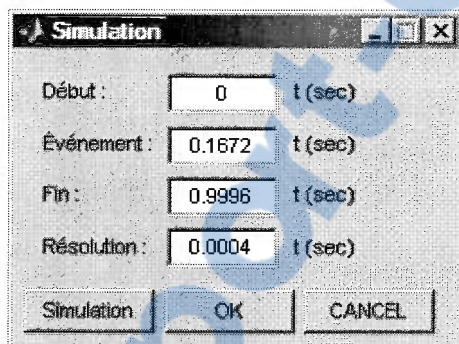 Simulation
Début : 0 t (sec)
Événement : 0.1672 t (sec)
Fin : 0.9996 t (sec)
Résolution : 0.0004 t (sec)
Simulation OK CANCEL